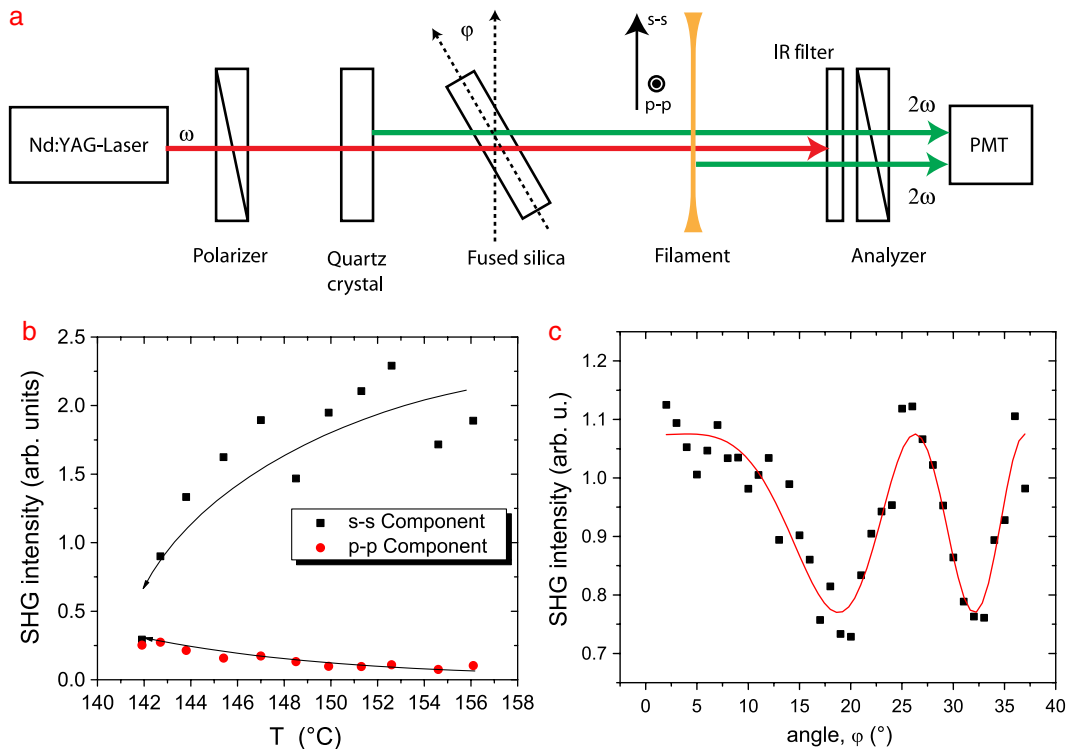 a
s-s
p-p
φ
IR filter
Nd:YAG-Laser
ω
2ω
2ω
PMT
Polarizer
Quartz
crystal
Fused silica
Filament
Analyzer
b
SHG intensity (arb. units)
2.5
2.0
1.5
1.0
0.5
0.0
s-s Component
p-p Component
140 142 144 146 148 150 152 154 156 158
T (°C)
c
SHG intensity (arb. u.)
1.2
1.1
1.0
0.9
0.8
0.7
0 5 10 15 20 25 30 35 40
angle, φ (°)